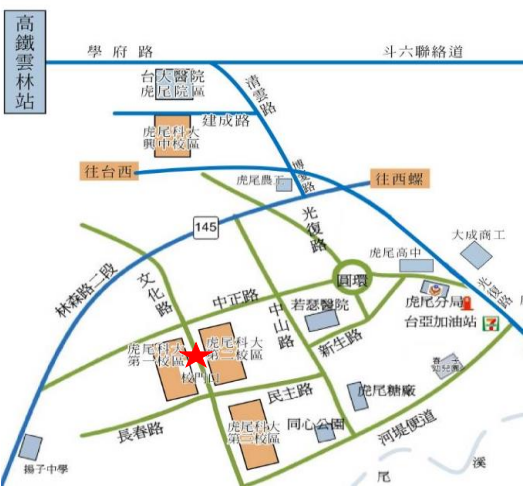 高鐵雲林站
學府路
斗六聯絡道
台大醫院
虎尾院區
清雲路
建成路
虎尾科大
興中校區
博愛路
往台西
虎尾農工
往西螺
光復路
145
大成商工
虎尾高中
林森路二段
文化路
圓環
光復路
中正路
中山路
若瑟醫院
虎尾分局
台亞加油站
新生路
虎尾科大
第一校區
虎尾科大
第二校區
校門口
民主路
虎尾糖廠
幼兒園
長春路
虎尾科大
第三校區
同心公園
河堤便道
揚子中學
尾
溪